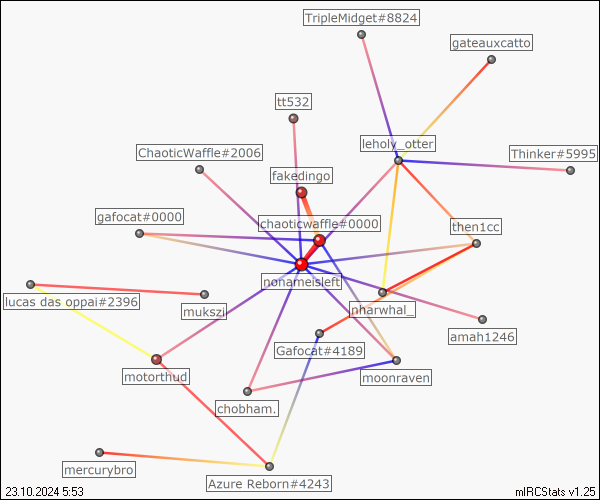 TripleMidget#8824
gateauxcatto
tt532
leholy_otter
ChaoticWaffle#2006
Thinker#5995
fakedingo
gafocat#0000
chaoticwaffle#0000
then1cc
nonameisleft
lucas das oppai#2396
mukszi
nharwhal_
amah1246
Gafocat#4189
motorthud
moonraven
chobham.
mercurybro
Azure Reborn#4243
23.10.2024 5:53
mIRCStats v1.25